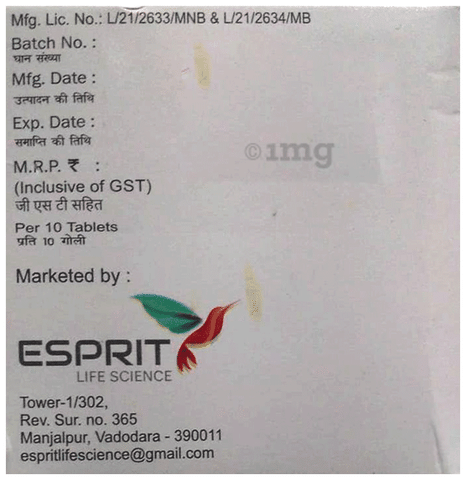 Mfg. Lic. No.: L/21/2633/MNB & L/21/2634/MB
Batch No. :
घान संख्या
Mfg. Date :
उत्पादन की तिथि
Exp. Date :
समाप्ति की तिथि
M.R.P. ₹ :
(Inclusive of GST)
जी एस टी सहित
Per 10 Tablets
प्रति 10 गोली
©1mg
Marketed by :
ESPRIT
LIFE SCIENCE
Tower-1/302,
Rev. Sur. no. 365
Manjalpur, Vadodara - 390011
espritlifescience@gmail.com